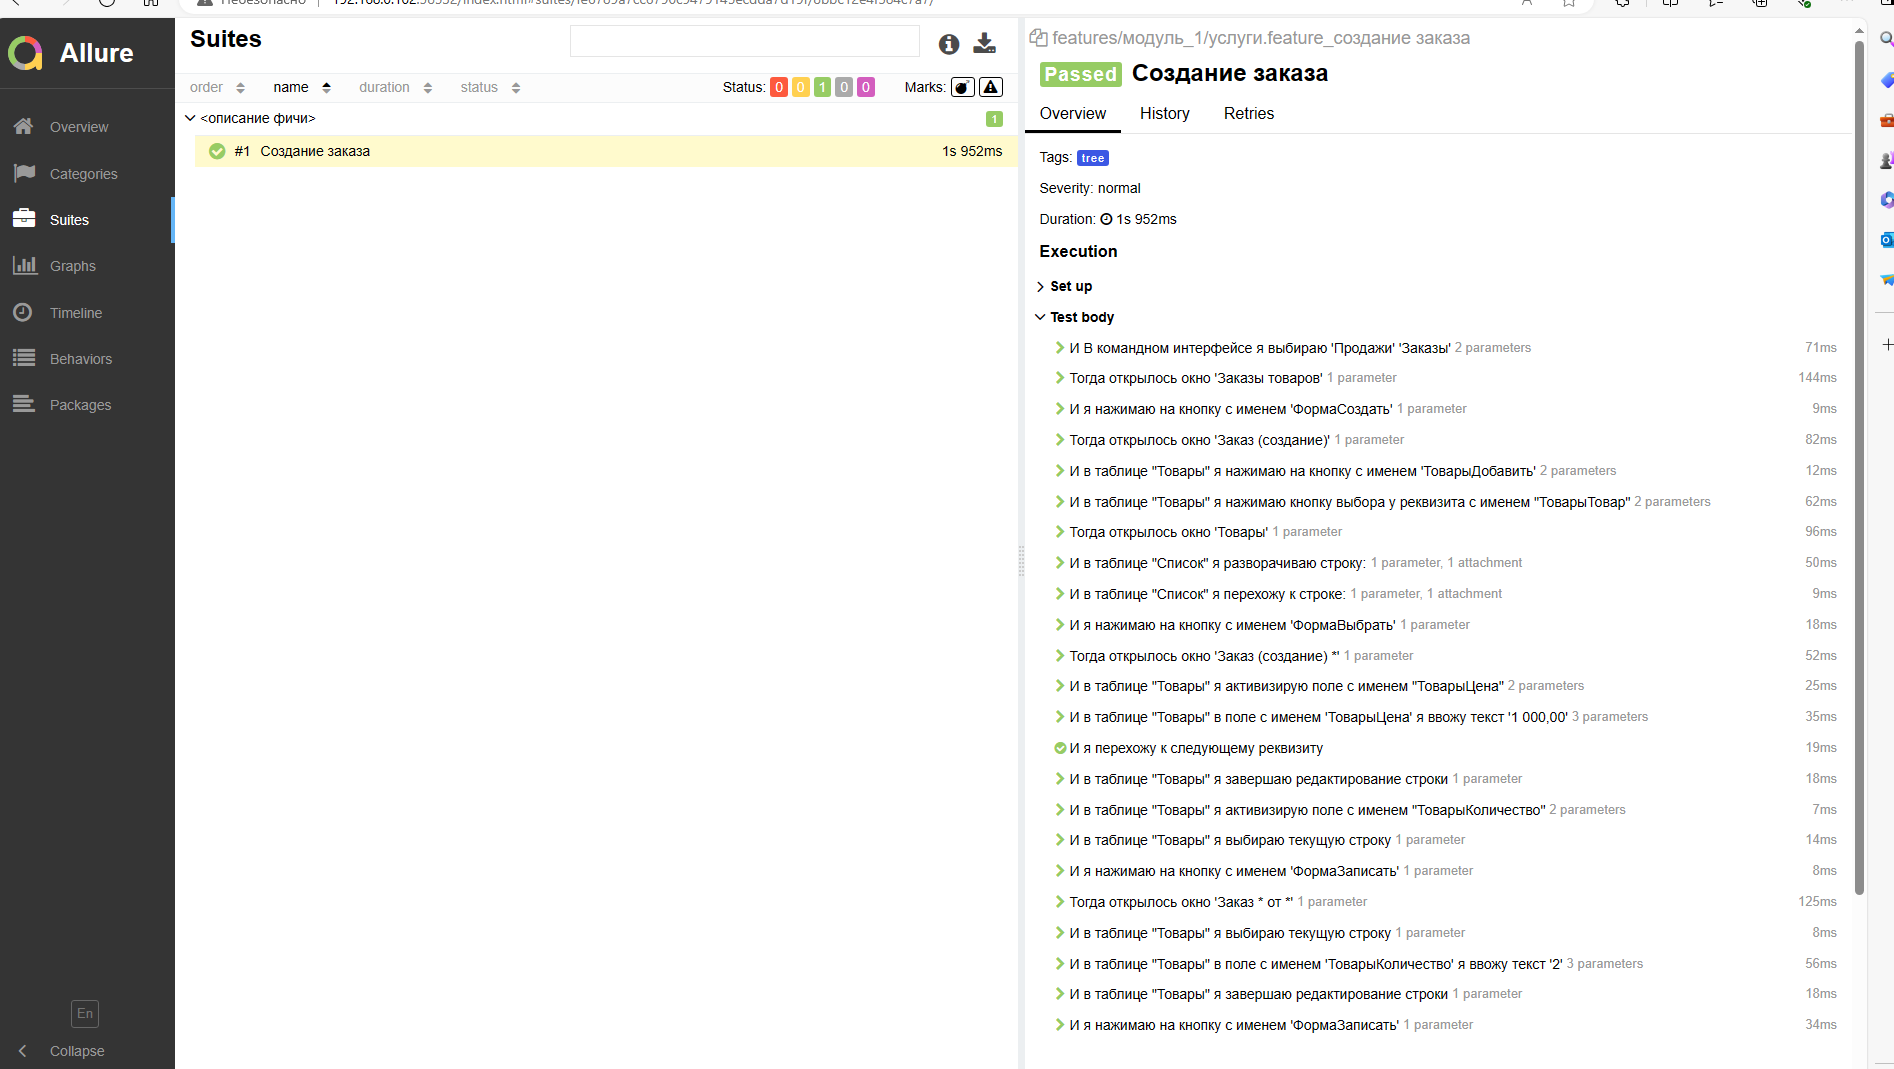 Allure
Overview
Categories
Suites
Graphs
Timeline
Behaviors
Packages
En
Collapse
Suites
order name duration status Status: 0 0 1 0 0 Marks:
<описание фичи> 1
#1 Создание заказа 1s 952ms
features/модуль_1/услуги.feature_создание заказа
Passed Создание заказа
Overview History Retries
Tags: tree
Severity: normal
Duration: 1s 952ms
Execution
Set up
Test body
И В командном интерфейсе я выбираю 'Продажи' 'Заказы' 2 parameters 71ms
Тогда открылось окно 'Заказы товаров' 1 parameter 144ms
И я нажимаю на кнопку с именем 'ФормаСоздать' 1 parameter 9ms
Тогда открылось окно 'Заказ (создание)' 1 parameter 82ms
И в таблице "Товары" я нажимаю на кнопку с именем 'ТоварыДобавить' 2 parameters 12ms
И в таблице "Товары" я нажимаю кнопку выбора у реквизита с именем "ТоварыТовар" 2 parameters 62ms
Тогда открылось окно 'Товары' 1 parameter 96ms
И в таблице "Список" я разворачиваю строку: 1 parameter, 1 attachment 50ms
И в таблице "Список" я перехожу к строке: 1 parameter, 1 attachment 9ms
И я нажимаю на кнопку с именем 'ФормаВыбрать' 1 parameter 18ms
Тогда открылось окно 'Заказ (создание) *' 1 parameter 52ms
И в таблице "Товары" я активизирую поле с именем "ТоварыЦена" 2 parameters 25ms
И в таблице "Товары" в поле с именем 'ТоварыЦена' я ввожу текст '1 000,00' 3 parameters 35ms
И я перехожу к следующему реквизиту 19ms
И в таблице "Товары" я завершаю редактирование строки 1 parameter 18ms
И в таблице "Товары" я активизирую поле с именем "ТоварыКоличество" 2 parameters 7ms
И в таблице "Товары" я выбираю текущую строку 1 parameter 14ms
И я нажимаю на кнопку с именем 'ФормаЗаписать' 1 parameter 8ms
Тогда открылось окно 'Заказ * от *' 1 parameter 125ms
И в таблице "Товары" я выбираю текущую строку 1 parameter 8ms
И в таблице "Товары" в поле с именем 'ТоварыКоличество' я ввожу текст '2' 3 parameters 56ms
И в таблице "Товары" я завершаю редактирование строки 1 parameter 18ms
И я нажимаю на кнопку с именем 'ФормаЗаписать' 1 parameter 34ms